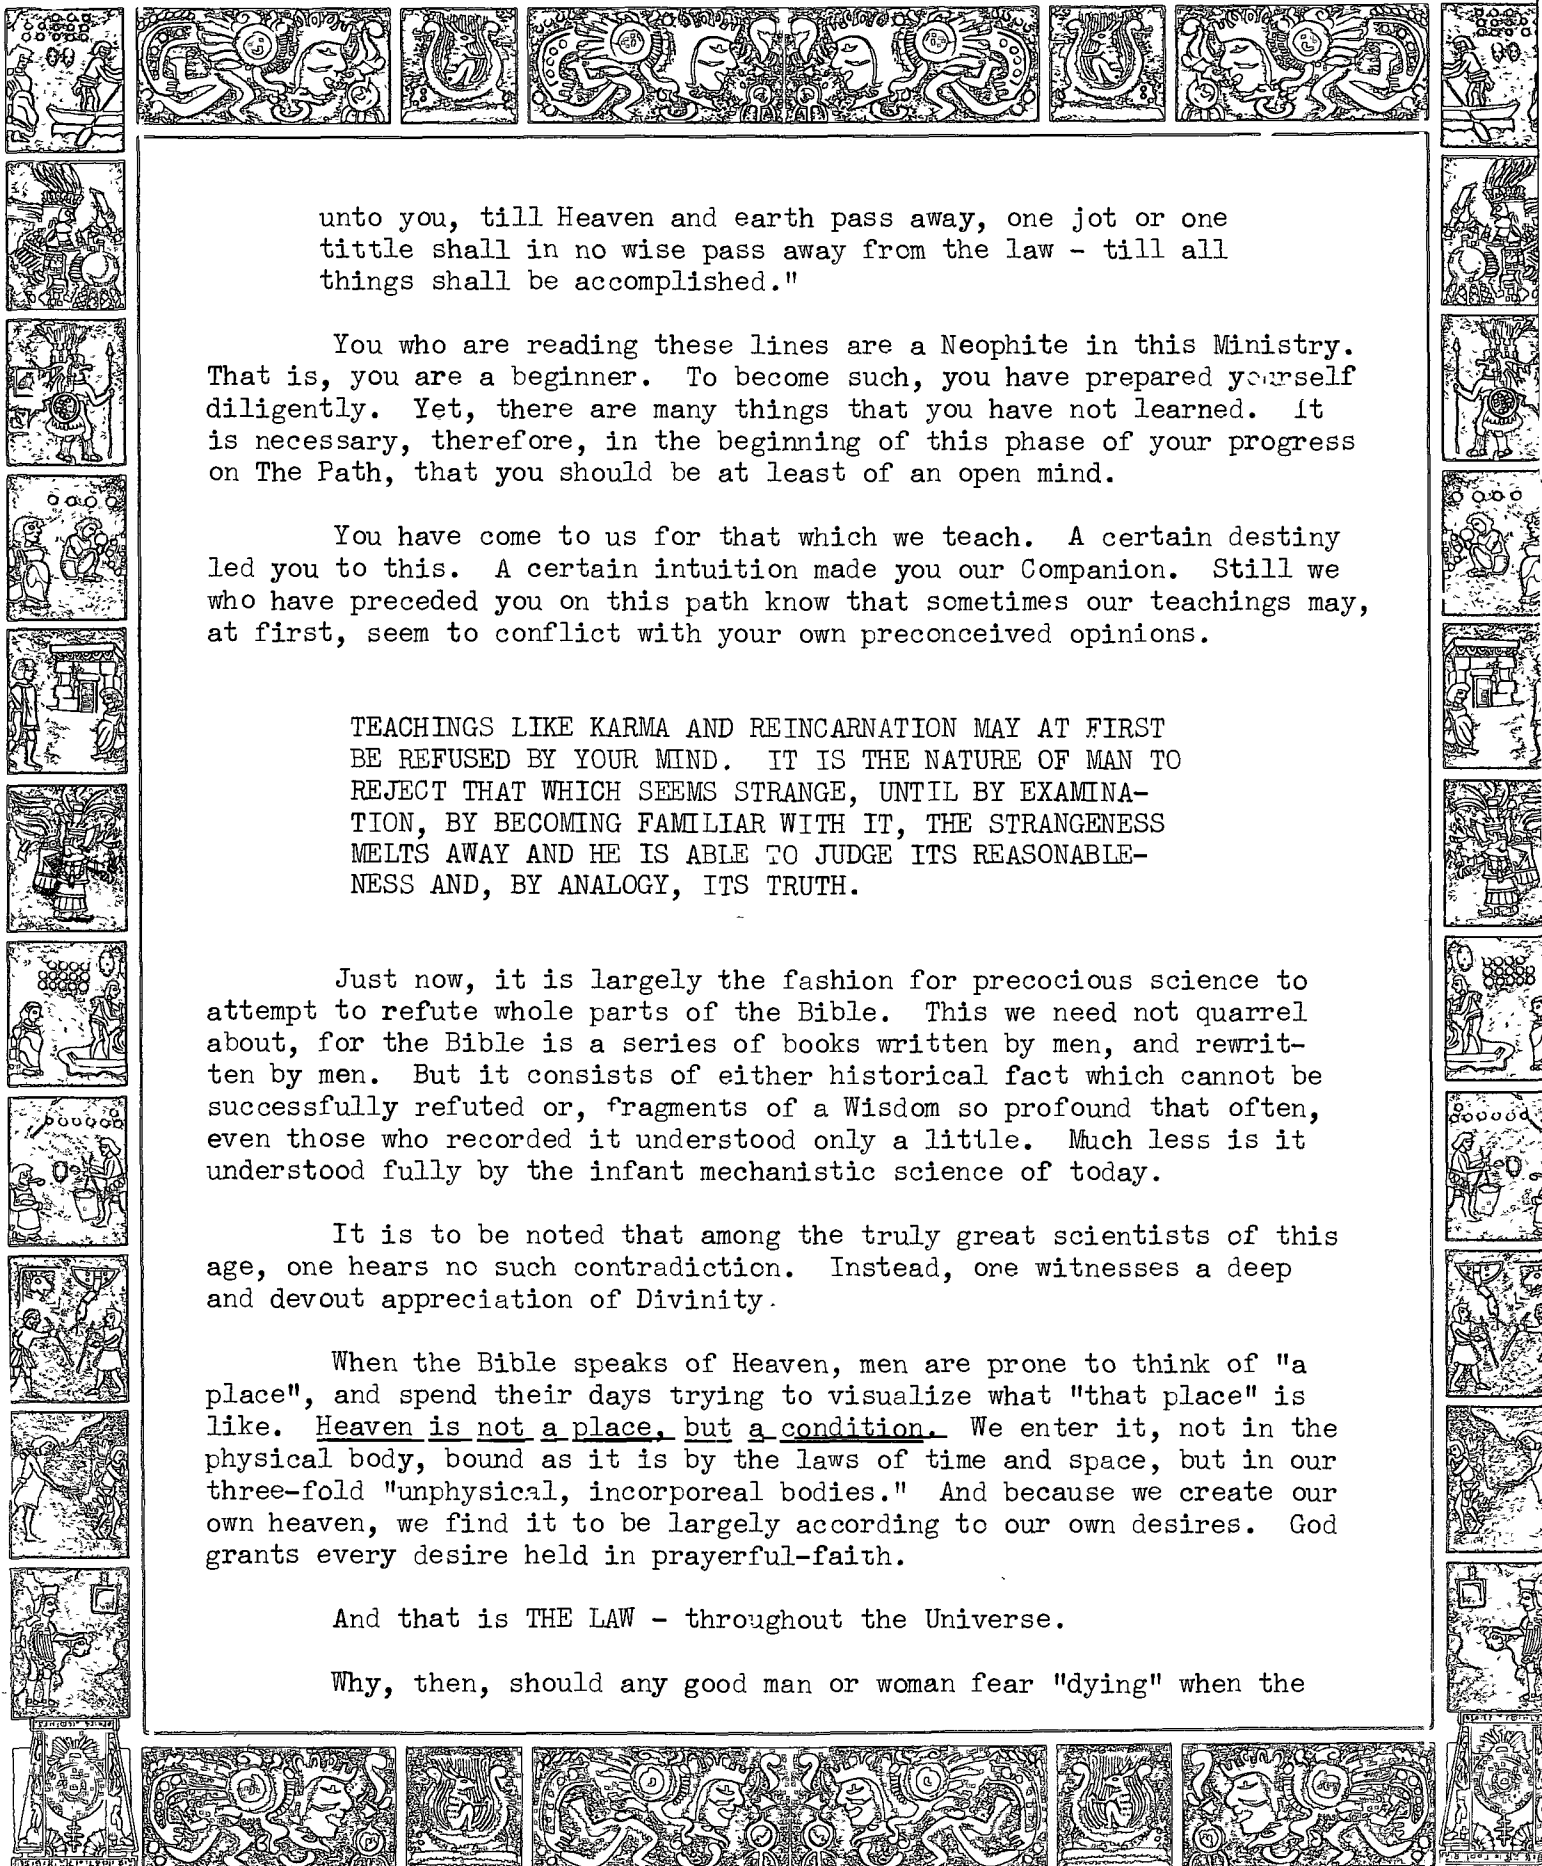 unto you, till Heaven and earth pass away, one jot or one
tittle shall in no wise pass away from the law - till all
things shall be accomplished."
You who are reading these lines are a Neophite in this Ministry.
That is, you are a beginner. To become such, you have prepared yourself
diligently. Yet, there are many things that you have not learned. It
is necessary, therefore, in the beginning of this phase of your progress
on The Path, that you should be at least of an open mind.
You have come to us for that which we teach. A certain destiny
led you to this. A certain intuition made you our Companion. Still we
who have preceded you on this path know that sometimes our teachings may,
at first, seem to conflict with your own preconceived opinions.
TEACHINGS LIKE KARMA AND REINCARNATION MAY AT FIRST
BE REFUSED BY YOUR MIND. IT IS THE NATURE OF MAN TO
REJECT THAT WHICH SEEMS STRANGE, UNTIL BY EXAMINA-
TION, BY BECOMING FAMILIAR WITH IT, THE STRANGENESS
MELTS AWAY AND HE IS ABLE TO JUDGE ITS REASONABLE-
NESS AND, BY ANALOGY, ITS TRUTH.
Just now, it is largely the fashion for precocious science to
attempt to refute whole parts of the Bible. This we need not quarrel
about, for the Bible is a series of books written by men, and rewrit-
ten by men. But it consists of either historical fact which cannot be
successfully refuted or, fragments of a Wisdom so profound that often,
even those who recorded it understood only a little. Much less is it
understood fully by the infant mechanistic science of today.
It is to be noted that among the truly great scientists of this
age, one hears no such contradiction. Instead, one witnesses a deep
and devout appreciation of Divinity.
When the Bible speaks of Heaven, men are prone to think of "a
place", and spend their days trying to visualize what "that place" is
like. Heaven is not a place, but a condition. We enter it, not in the
physical body, bound as it is by the laws of time and space, but in our
three-fold "unphysical, incorporeal bodies." And because we create our
own heaven, we find it to be largely according to our own desires. God
grants every desire held in prayerful-faith.
And that is THE LAW - throughout the Universe.
Why, then, should any good man or woman fear "dying" when the